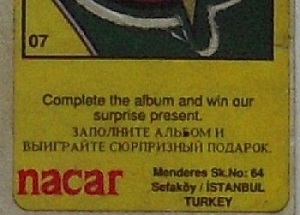 07
Complete the album and win our
surprise present.
ЗАПОЛНИТЕ АЛЬБОМ И
ВЫИГРАЙТЕ СЮРПРИЗНЫЙ ПОДАРОК.
nacar
Menderes Sk.No: 64
Sefaköy / İSTANBUL
TURKEY